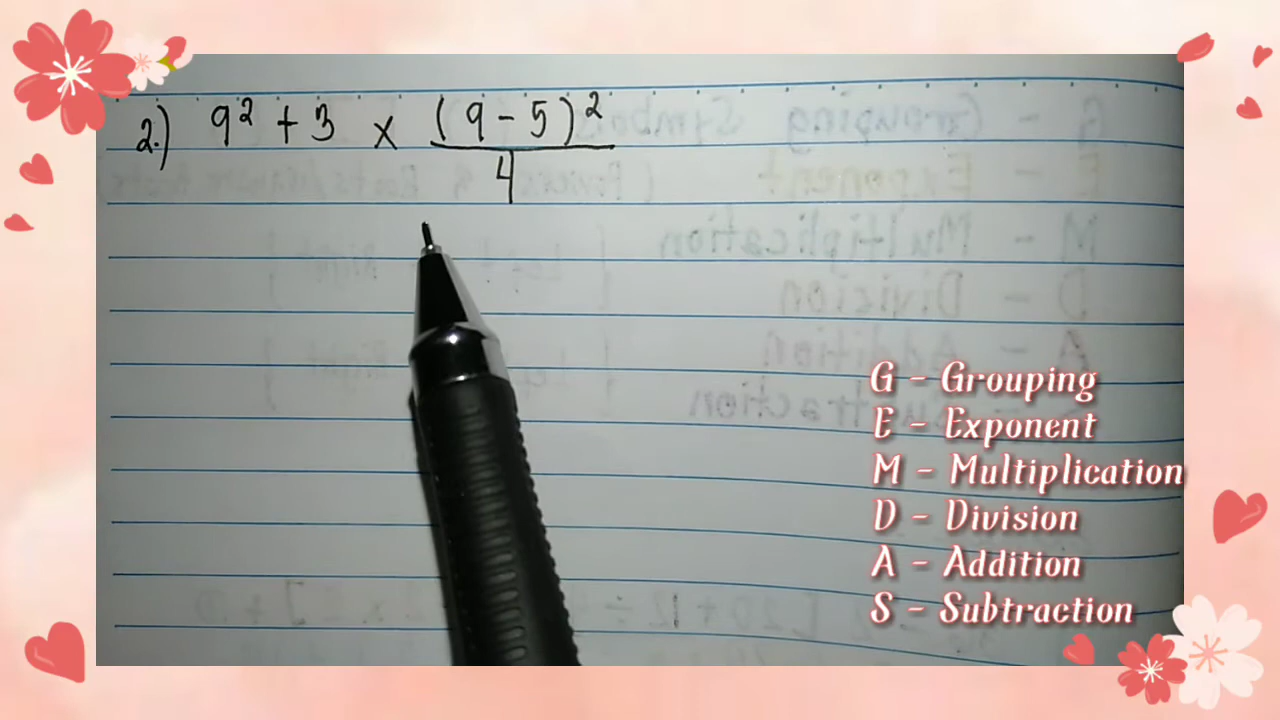 2.) 9² + 3 × (9 - 5)² / 4
G - Grouping
E - Exponent
M - Multiplication
D - Division
A - Addition
S - Subtraction